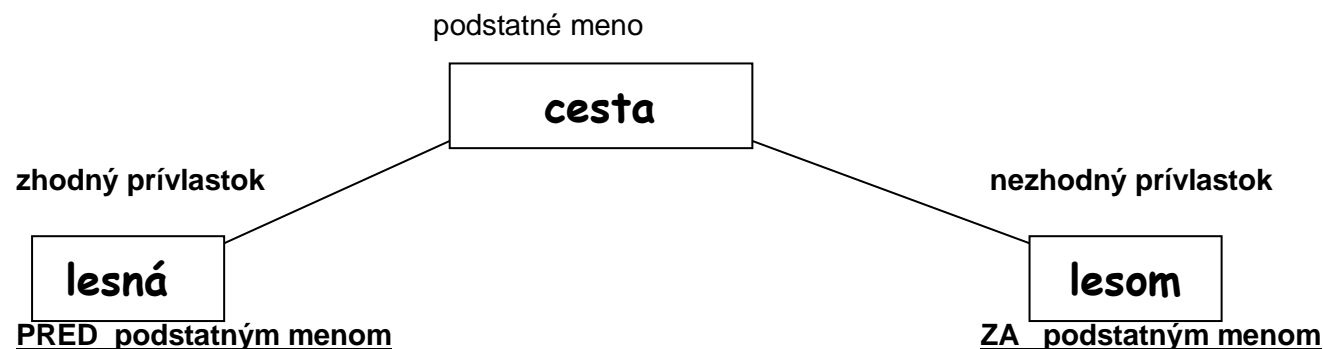 podstatné meno
cesta
zhodný prívlastok
nezhodný prívlastok
lesná
lesom
PRED podstatným menom
ZA podstatným menom